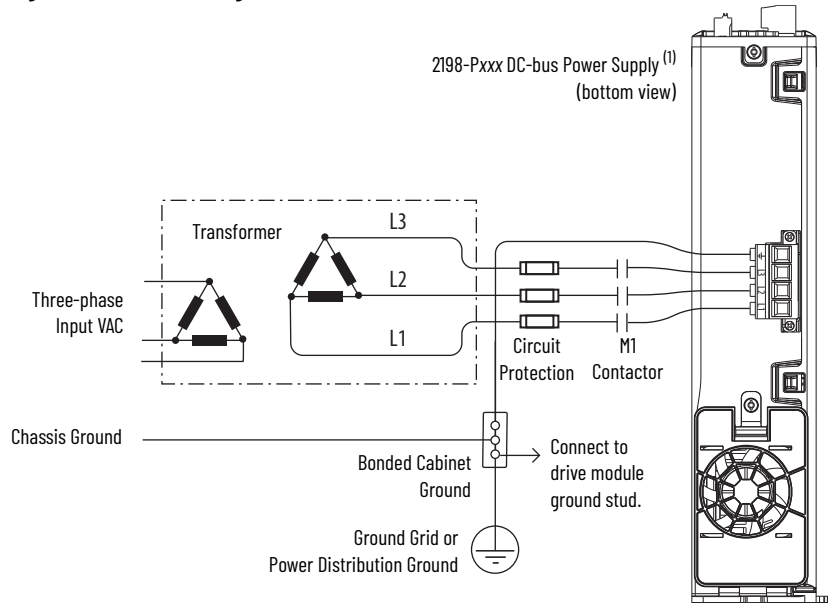 2198-Pxxx DC-bus Power Supply (1)
(bottom view)
Transformer
L3
L2
L1
Three-phase
Input VAC
Circuit
Protection
M1
Contactor
Chassis Ground
Bonded Cabinet
Ground
Connect to
drive module
ground stud.
Ground Grid or
Power Distribution Ground